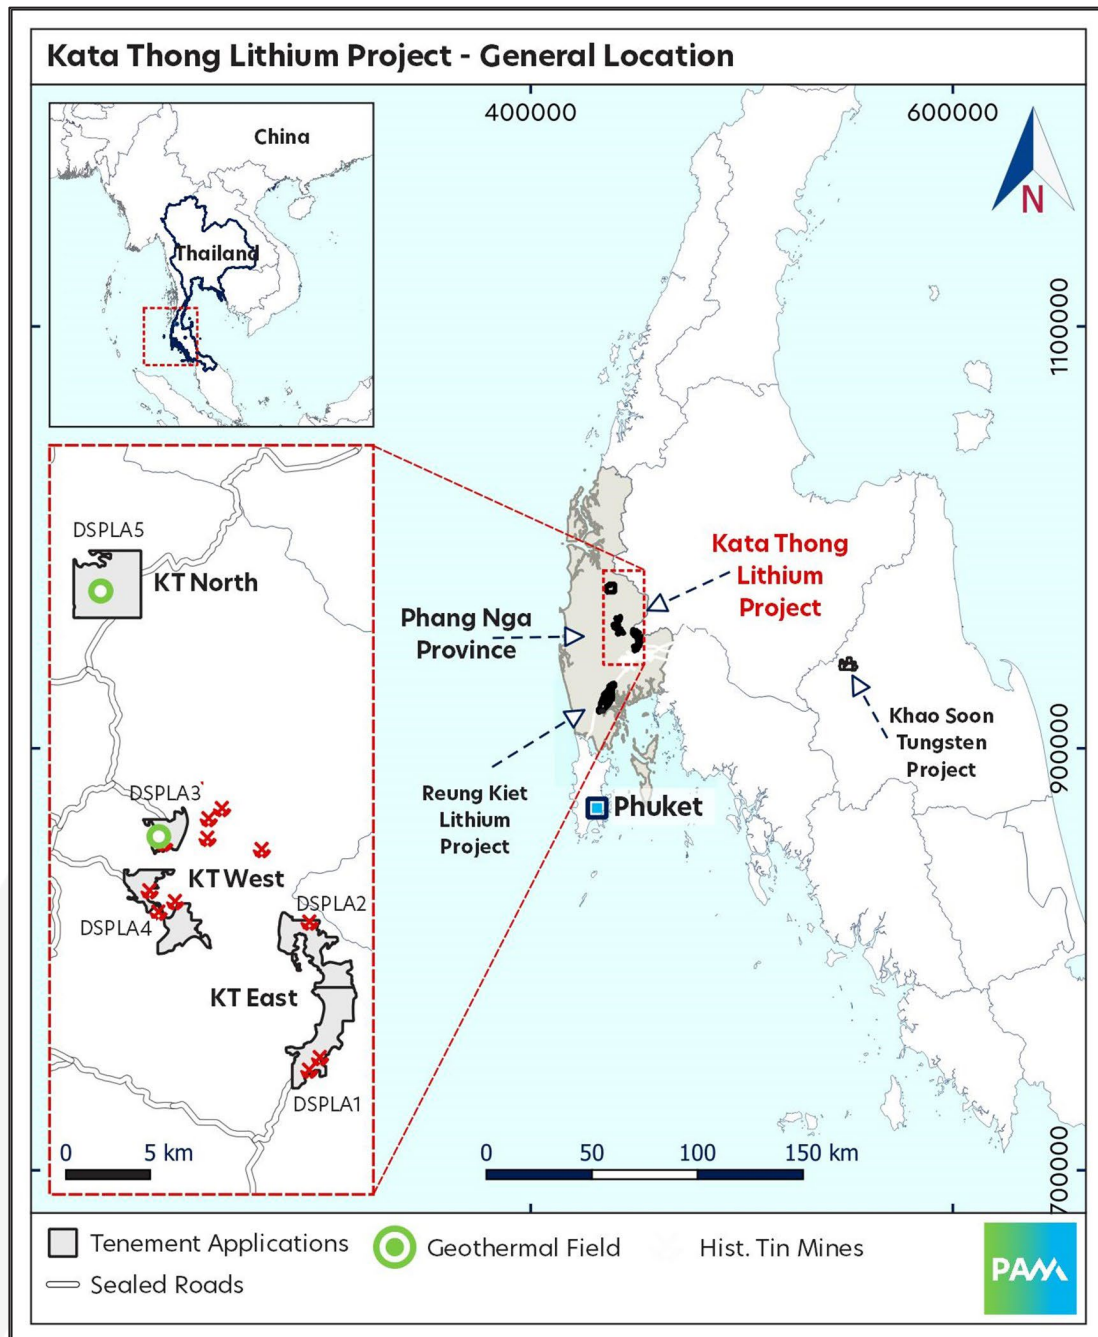 Kata Thong Lithium Project - General Location
400000
600000
China
Thailand
N
1100000
DSPLA5
KT North
Kata Thong
Lithium
Project
Phang Nga
Province
Khao Soon
Tungsten
Project
900000
Reung Kiet
Lithium
Project
Phuket
DSPLA3
KT West
DSPLA4
DSPLA2
KT East
DSPLA1
0 5 km
0 50 100 150 km
700000
Tenement Applications
Geothermal Field
Hist. Tin Mines
Sealed Roads
PAM